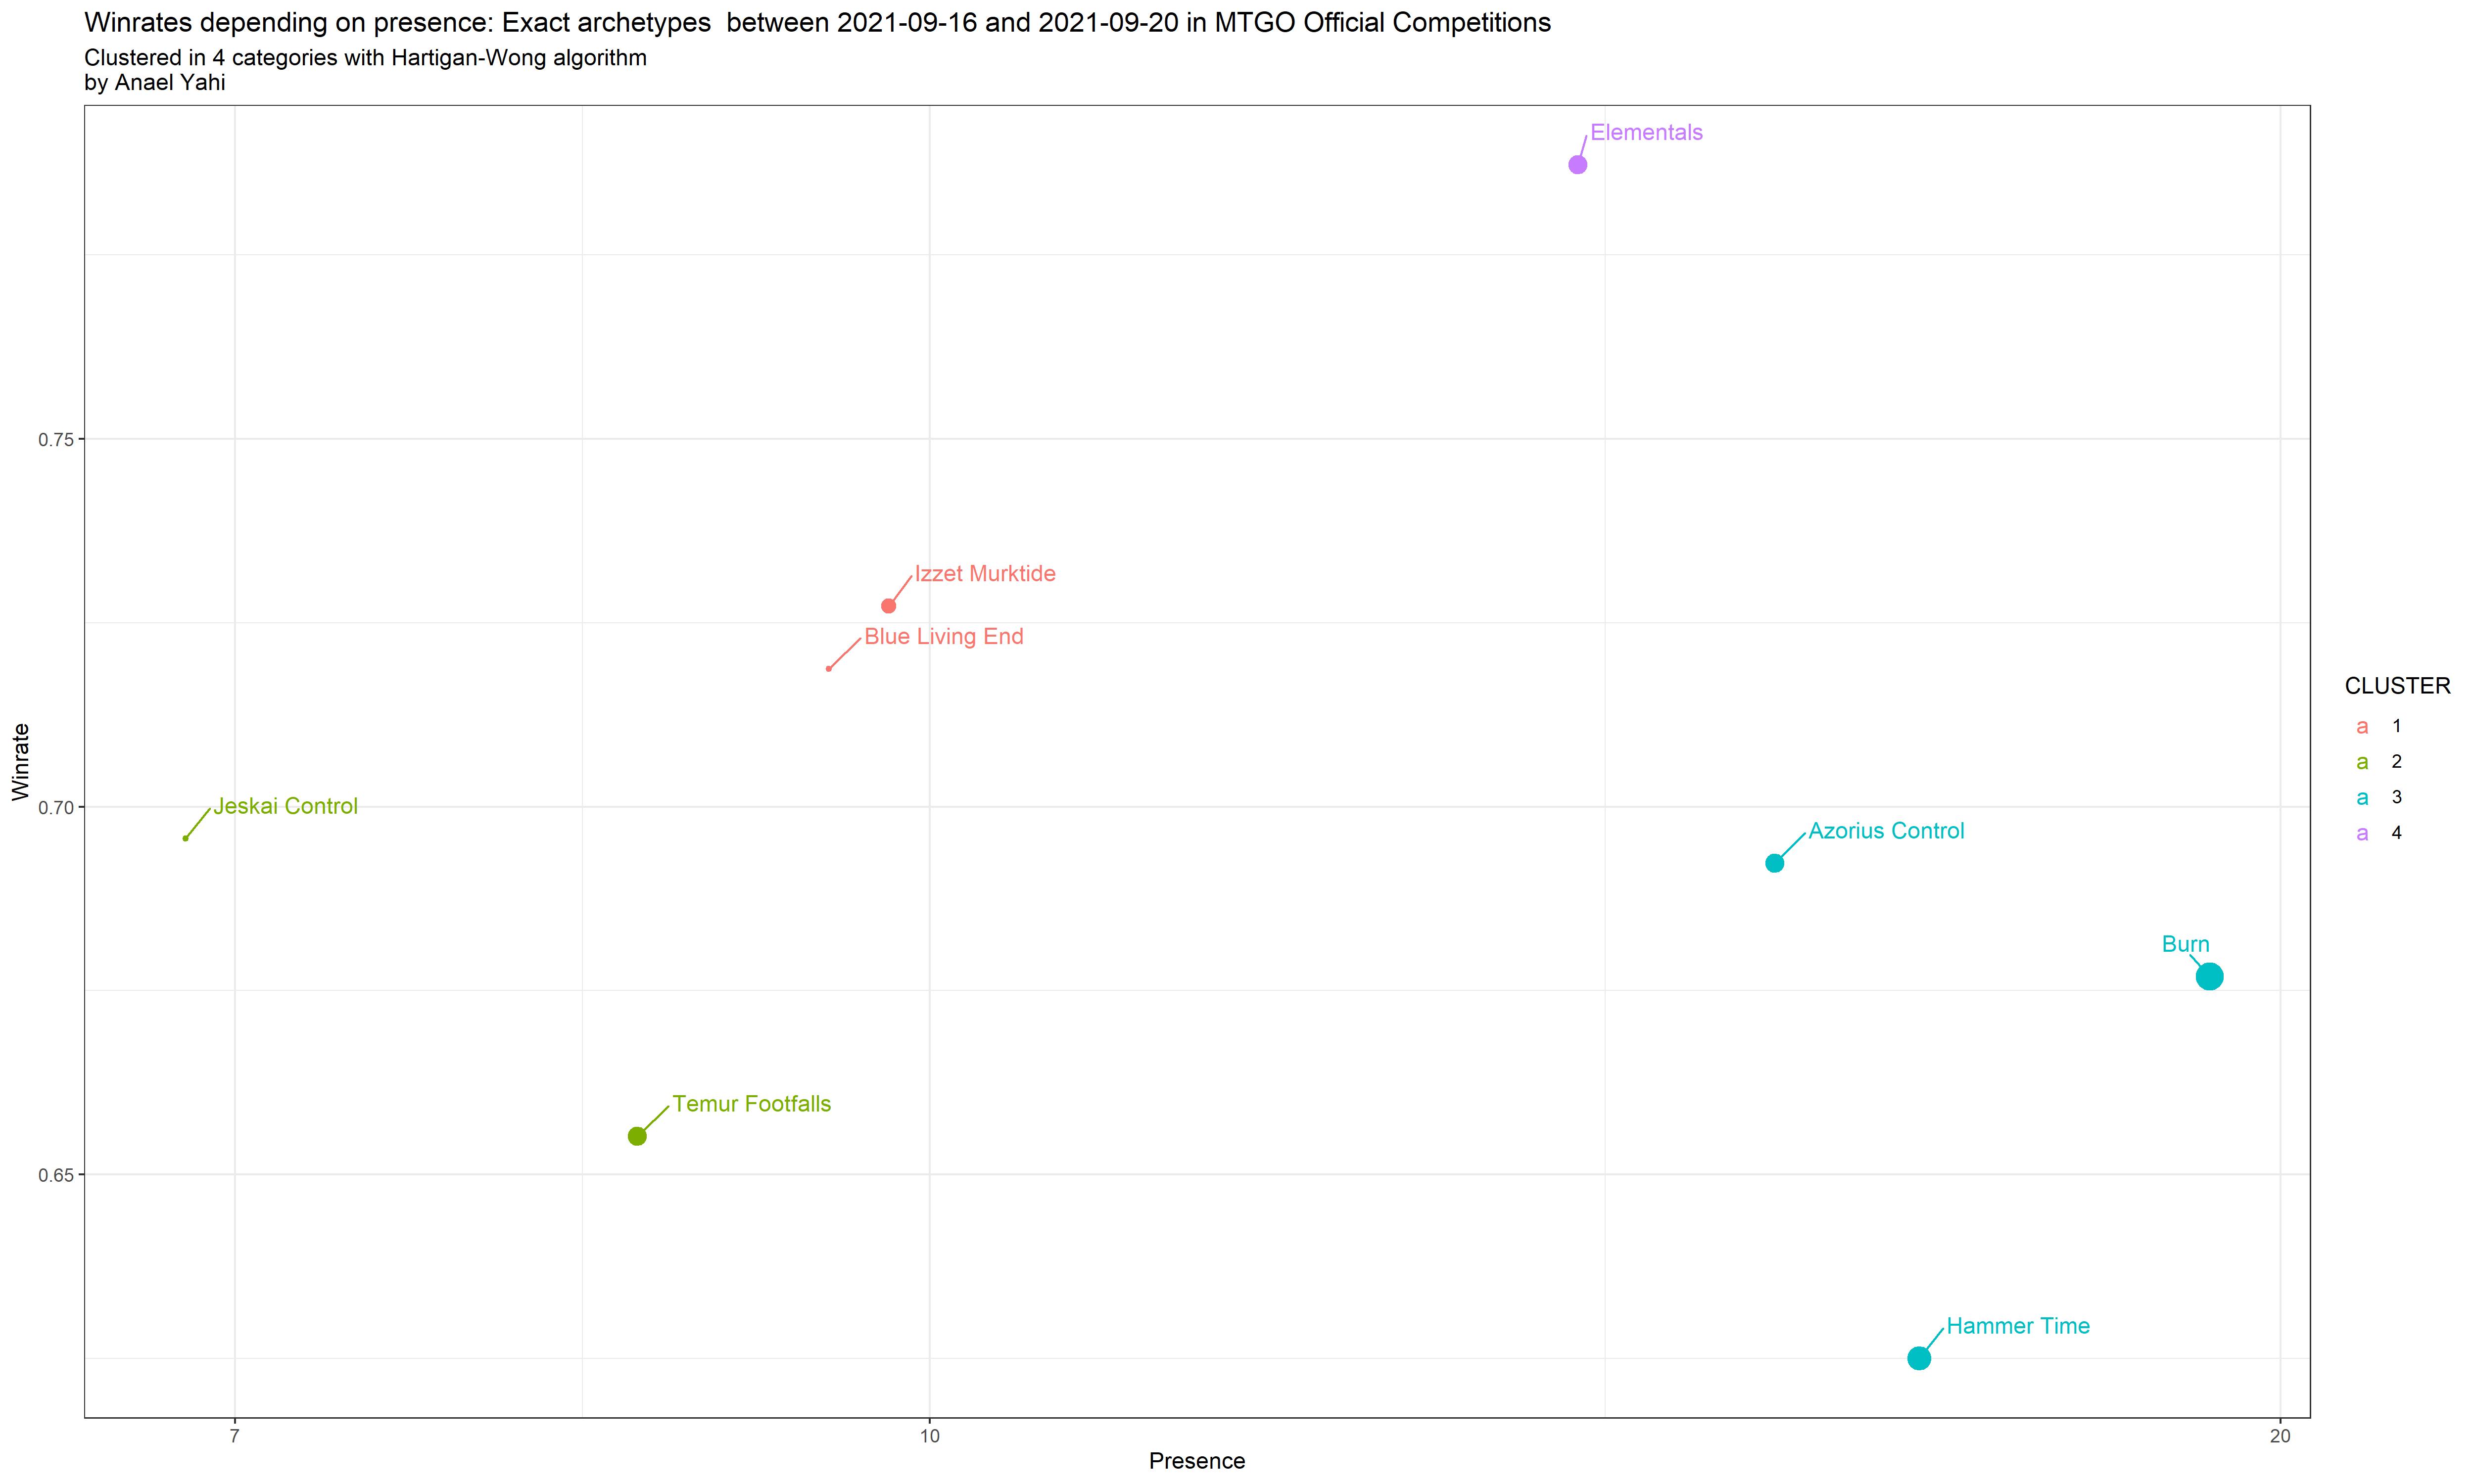 Winrates depending on presence: Exact archetypes  between 2021-09-16 and 2021-09-20 in MTGO Official Competitions
Clustered in 4 categories with Hartigan-Wong algorithm
by Anael Yahi
Elementals
0.75
Izzet Murktide
Blue Living End
Winrate
0.70
Jeskai Control
Azorius Control
Burn
Temur Footfalls
0.65
Hammer Time
7
10
20
Presence
CLUSTER
a 1
a 2
a 3
a 4